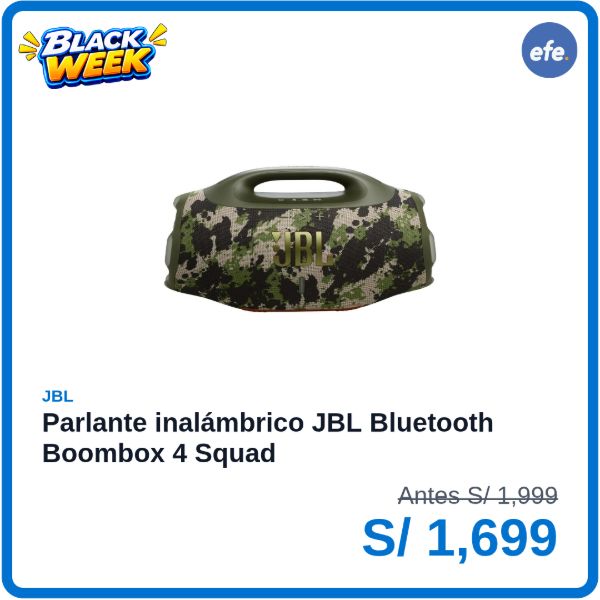 BLACK
WEEK
efe.
JBL
JBL
Parlante inalámbrico JBL Bluetooth
Boombox 4 Squad
Antes S/ 1,999
S/ 1,699